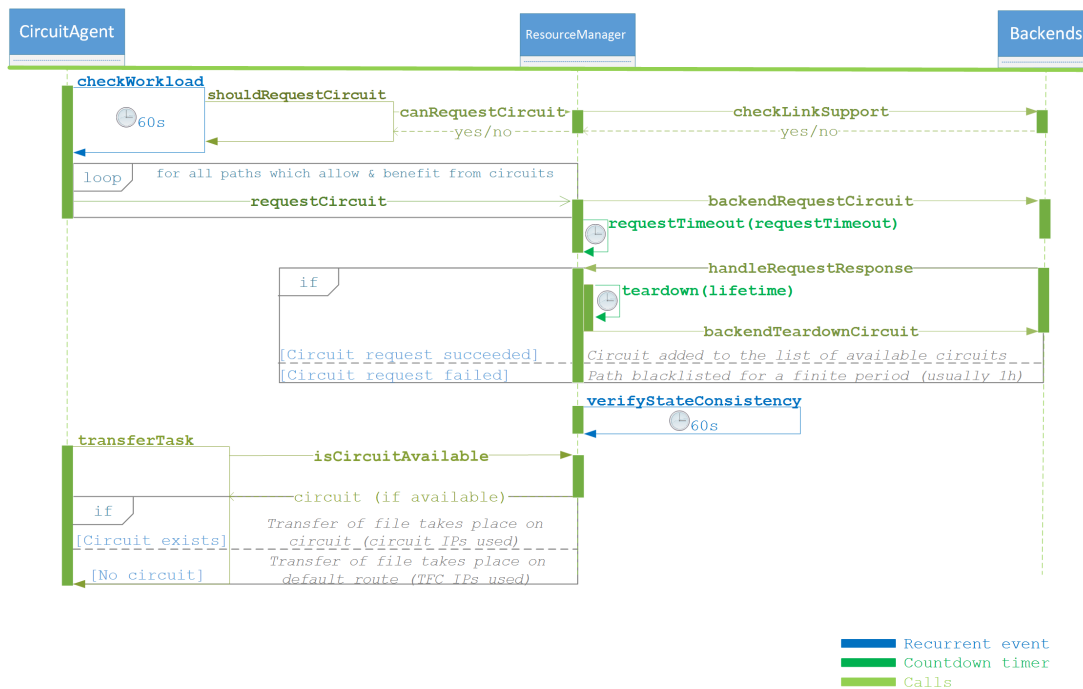 CircuitAgent
ResourceManager
Backends
checkWorkload
60s
shouldRequestCircuit
canRequestCircuit
yes/no
checkLinkSupport
yes/no
loop
for all paths which allow & benefit from circuits
requestCircuit
backendRequestCircuit
requestTimeout(requestTimeout)
handleRequestResponse
if
teardown(lifetime)
backendTeardownCircuit
[Circuit request succeeded]
Circuit added to the list of available circuits
[Circuit request failed]
Path blacklisted for a finite period (usually 1h)
verifyStateConsistency
60s
transferTask
isCircuitAvailable
circuit (if available)
if
Transfer of file takes place on
circuit (circuit IPs used)
[Circuit exists]
Transfer of file takes place on
default route (TFC IPs used)
[No circuit]
Recurrent event
Countdown timer
Calls